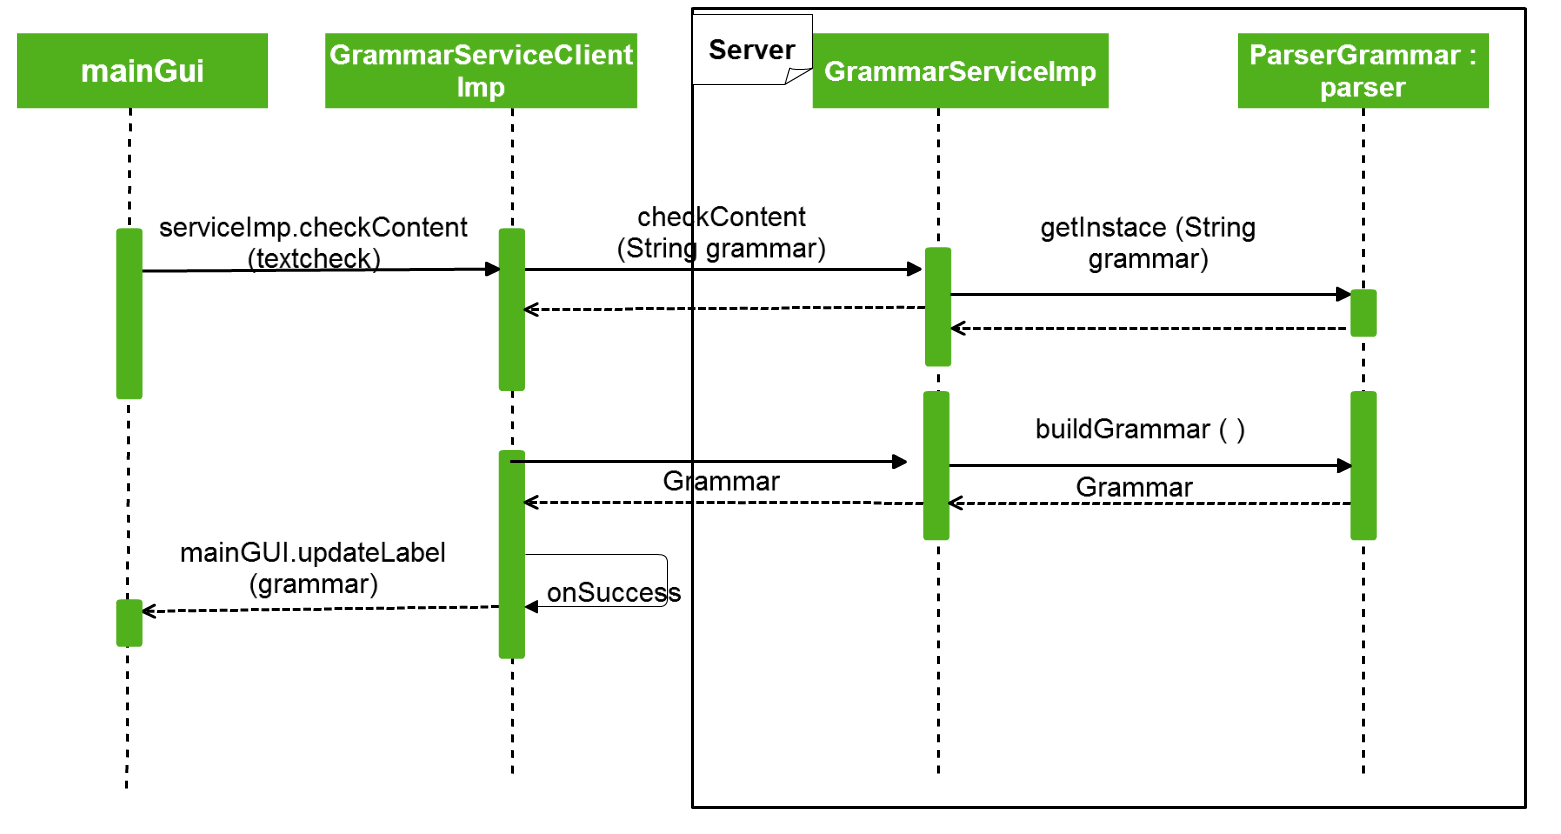 mainGui
GrammarServiceClient
Imp
Server
GrammarServiceImp
ParserGrammar :
parser
serviceImp.checkContent
(textcheck)
checkContent
(String grammar)
getInstace (String
grammar)
buildGrammar ( )
Grammar
Grammar
mainGUI.updateLabel
(grammar)
onSuccess